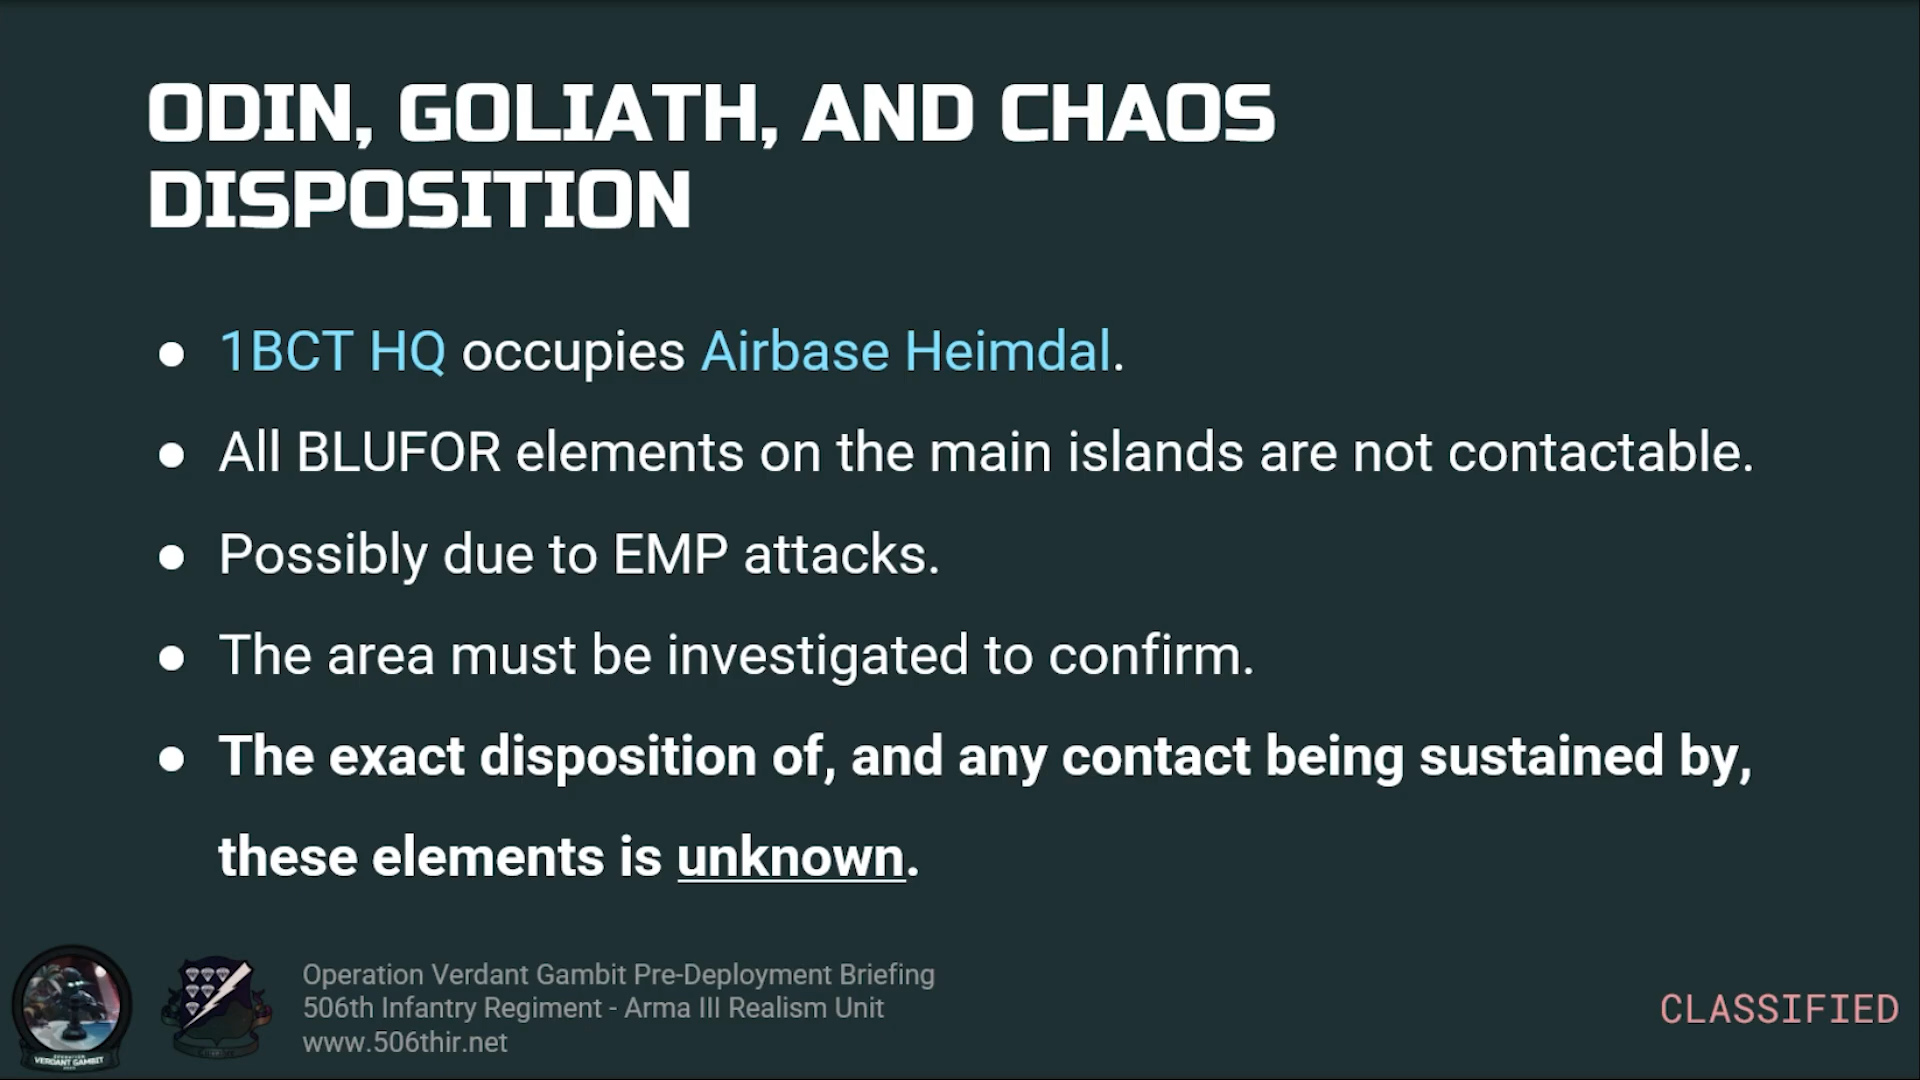 ODIN, GOLIATH, AND CHAOS
DISPOSITION
● 1BCT HQ occupies Airbase Heimdal.
● All BLUFOR elements on the main islands are not contactable.
● Possibly due to EMP attacks.
● The area must be investigated to confirm.
● The exact disposition of, and any contact being sustained by,
these elements is unknown.
Operation Verdant Gambit Pre-Deployment Briefing
506th Infantry Regiment - Arma III Realism Unit
www.506thir.net
CLASSIFIED
OPERATION
VERDANT GAMBIT